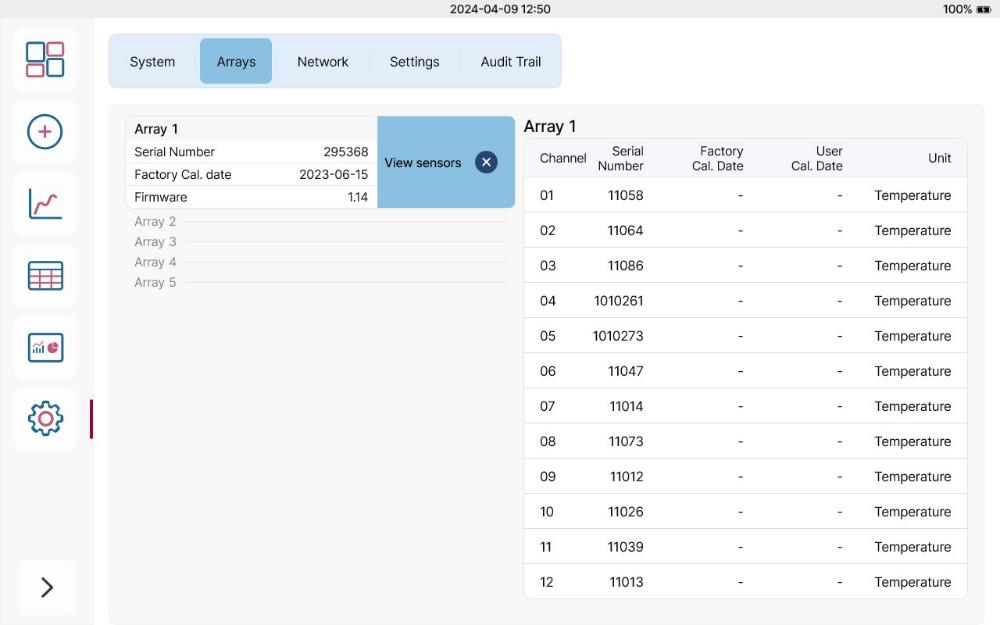 2024-04-09 12:50
100%
System Arrays Network Settings Audit Trail
Array 1
Serial Number 295368
Factory Cal. date 2023-06-15
Firmware 1.14
View sensors
Array 2
Array 3
Array 4
Array 5
Array 1
Channel Serial Number Factory Cal. Date User Cal. Date Unit
01 11058 - - Temperature
02 11064 - - Temperature
03 11086 - - Temperature
04 1010261 - - Temperature
05 1010273 - - Temperature
06 11047 - - Temperature
07 11014 - - Temperature
08 11073 - - Temperature
09 11012 - - Temperature
10 11026 - - Temperature
11 11039 - - Temperature
12 11013 - - Temperature